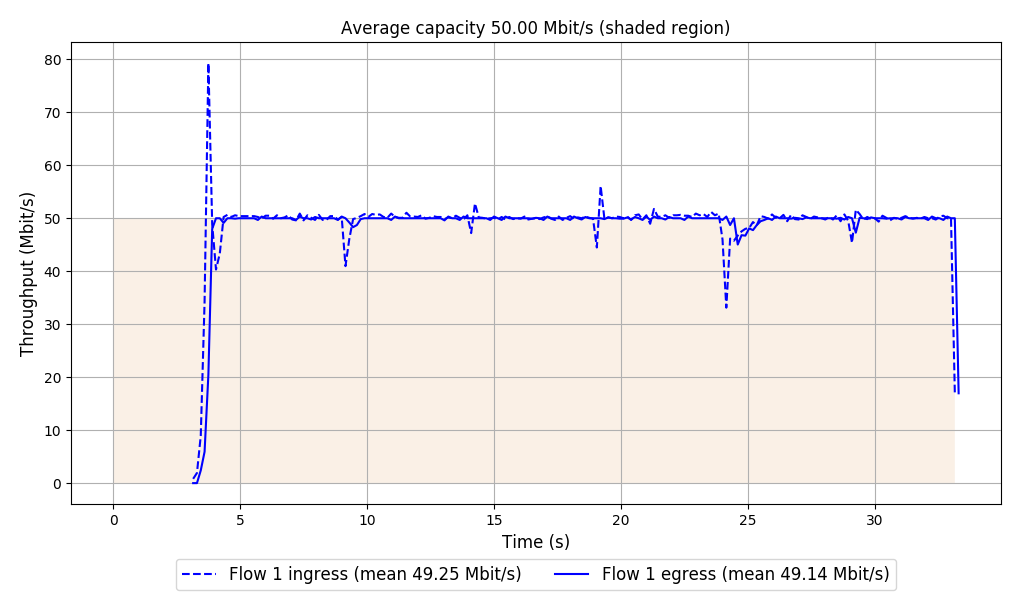 Average capacity 50.00 Mbit/s (shaded region)
80
70
60
50
40
30
20
10
0
Throughput (Mbit/s)
0 5 10 15 20 25 30
Time (s)
Flow 1 ingress (mean 49.25 Mbit/s) Flow 1 egress (mean 49.14 Mbit/s)